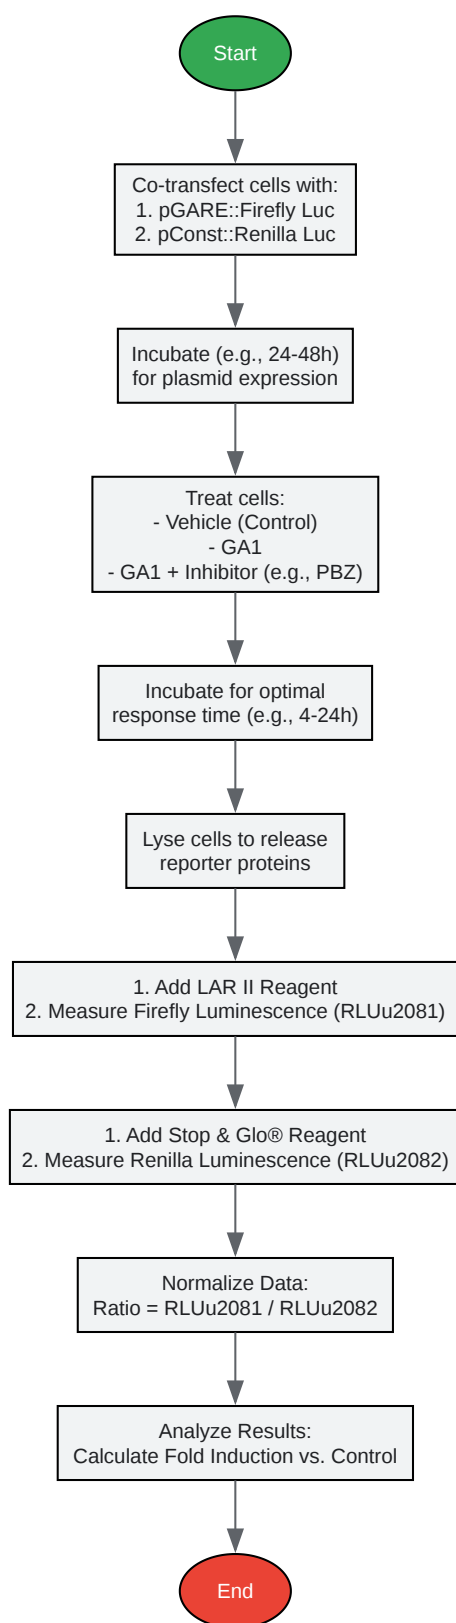 Start
Co-transfect cells with:
1. pGARE::Firefly Luc
2. pConst::Renilla Luc
Incubate (e.g., 24-48h)
for plasmid expression
Treat cells:
- Vehicle (Control)
- GA1
- GA1 + Inhibitor (e.g., PBZ)
Incubate for optimal
response time (e.g., 4-24h)
Lyse cells to release
reporter proteins
1. Add LAR II Reagent
2. Measure Firefly Luminescence (RLUu2081)
1. Add Stop & Glo® Reagent
2. Measure Renilla Luminescence (RLUu2082)
Normalize Data:
Ratio = RLUu2081 / RLUu2082
Analyze Results:
Calculate Fold Induction vs. Control
End